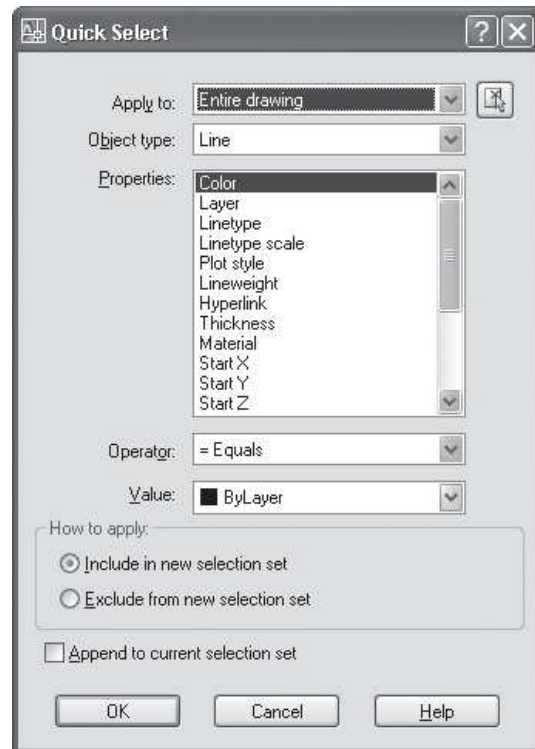 Quick Select
Apply to: Entire drawing
Object type: Line
Properties: Color
Layer
Linetype
Linetype scale
Plot style
Lineweight
Hyperlink
Thickness
Material
Start X
Start Y
Start Z
Operator: = Equals
Value: ByLayer
How to apply:
Include in new selection set
Exclude from new selection set
Append to current selection set
OK Cancel Help